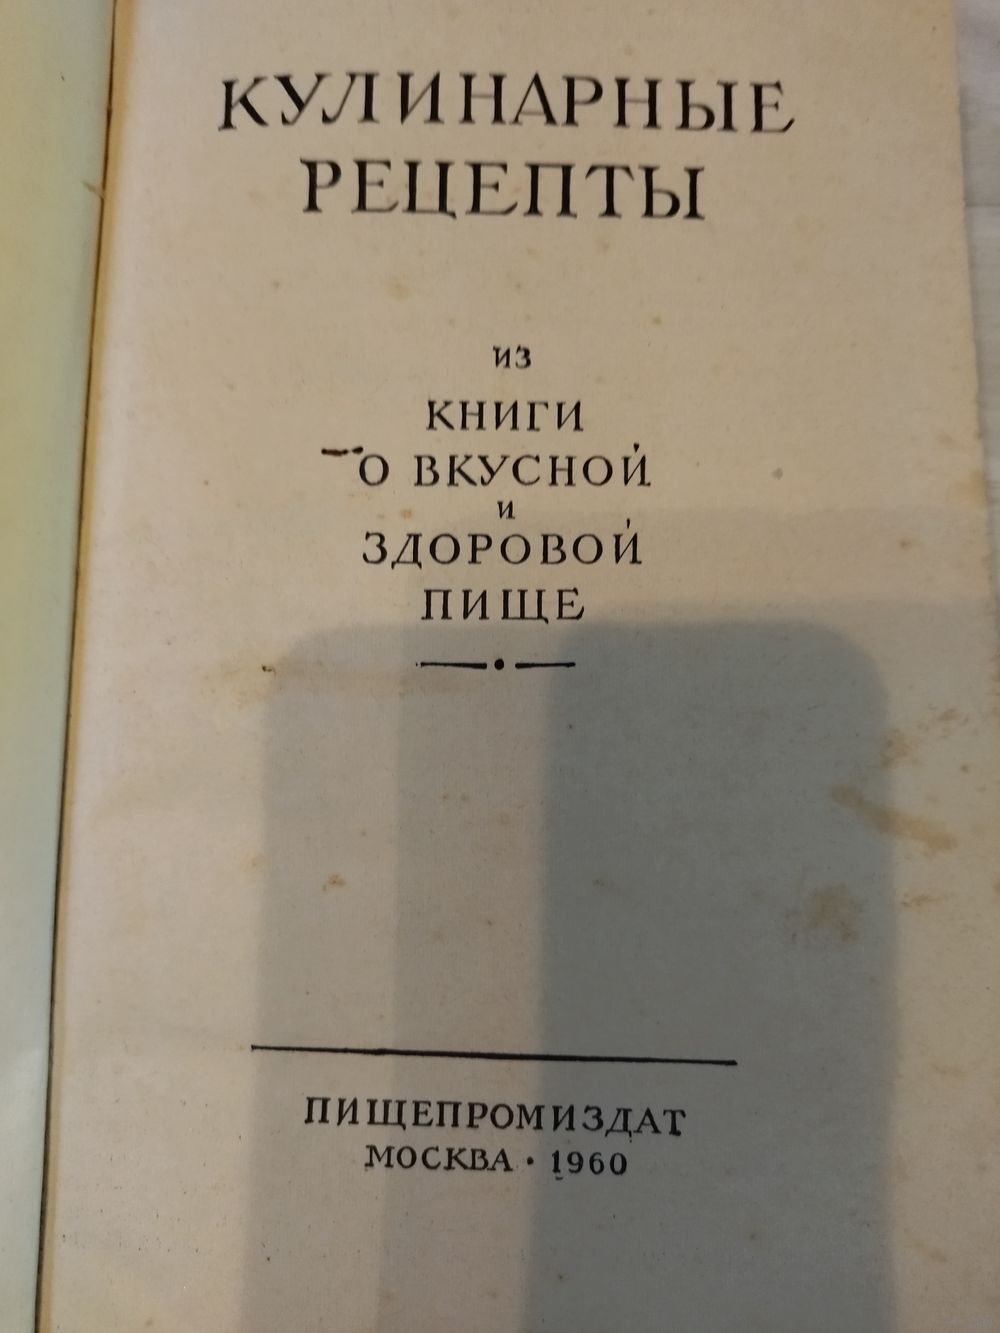 КУЛИНАРНЫЕ
РЕЦЕПТЫ
ИЗ
КНИГИ
О ВКУСНОЙ
И
ЗДОРОВОЙ
ПИЩЕ
ПИЩЕПРОМИЗДАТ
МОСКВА · 1960